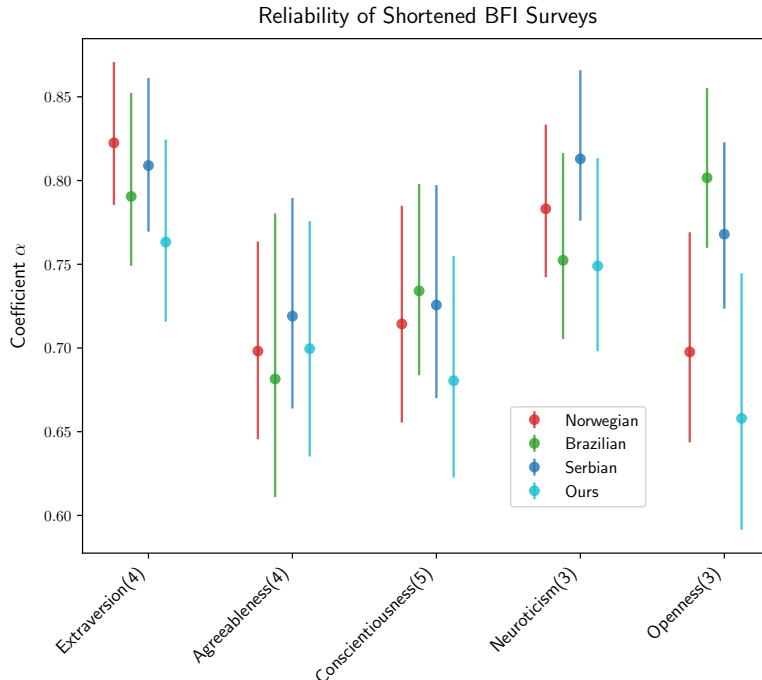 Reliability of Shortened BFI Surveys
Coefficient α
0.85
0.80
0.75
0.70
0.65
0.60
Norwegian
Brazilian
Serbian
Ours
Extraversion(4)
Agreeableness(4)
Conscientiousness(5)
Neuroticism(3)
Openness(3)